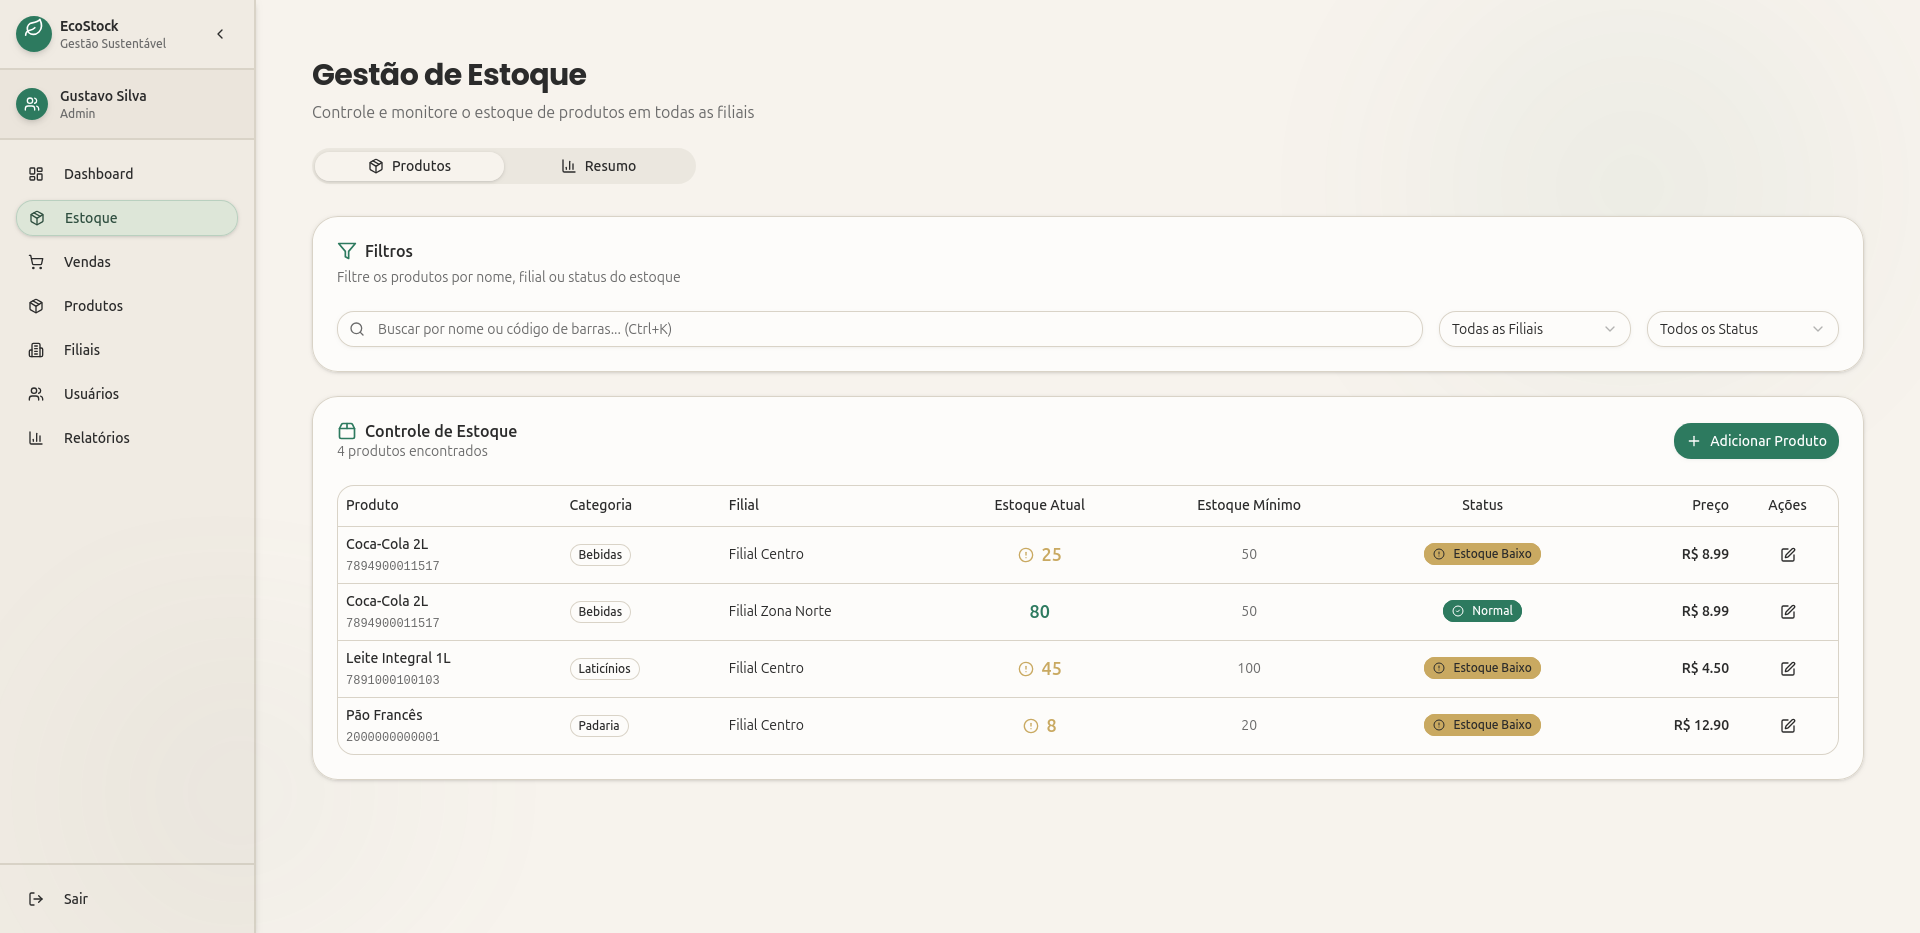 EcoStock
Gestão Sustentável
Gustavo Silva
Admin
Dashboard
Estoque
Vendas
Produtos
Filiais
Usuários
Relatórios
Sair
Gestão de Estoque
Controle e monitore o estoque de produtos em todas as filiais
Produtos Resumo
Filtros
Filtre os produtos por nome, filial ou status do estoque
Buscar por nome ou código de barras... (Ctrl+K) Todas as Filiais Todos os Status
Controle de Estoque
4 produtos encontrados
Adicionar Produto
Produto Categoria Filial Estoque Atual Estoque Mínimo Status Preço Ações
Coca-Cola 2L
7894900011517
Bebidas Filial Centro 25 50 Estoque Baixo R$ 8.99
Coca-Cola 2L
7894900011517
Bebidas Filial Zona Norte 80 50 Normal R$ 8.99
Leite Integral 1L
7891000100103
Laticínios Filial Centro 45 100 Estoque Baixo R$ 4.50
Pão Francês
2000000000001
Padaria Filial Centro 8 20 Estoque Baixo R$ 12.90